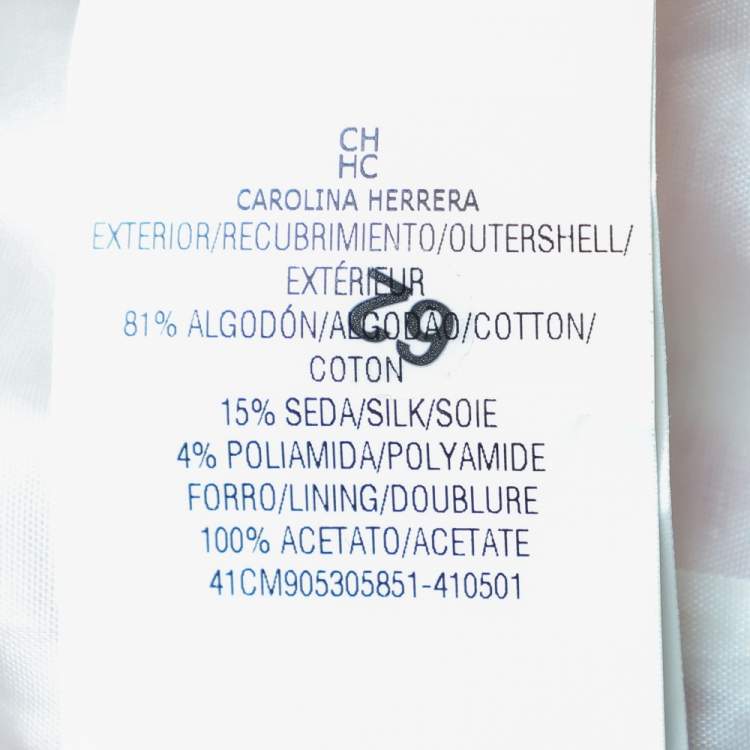 CH
HC
CAROLINA HERRERA
EXTERIOR/RECUBRIMIENTO/OUTERSHELL/
EXTÉRIEUR
81% ALGODÓN/ALGODAO/COTTON/
COTON
15% SEDA/SILK/SOIE
4% POLIAMIDA/POLYAMIDE
FORRO/LINING/DOUBLURE
100% ACETATO/ACETATE
41CM905305851-410501